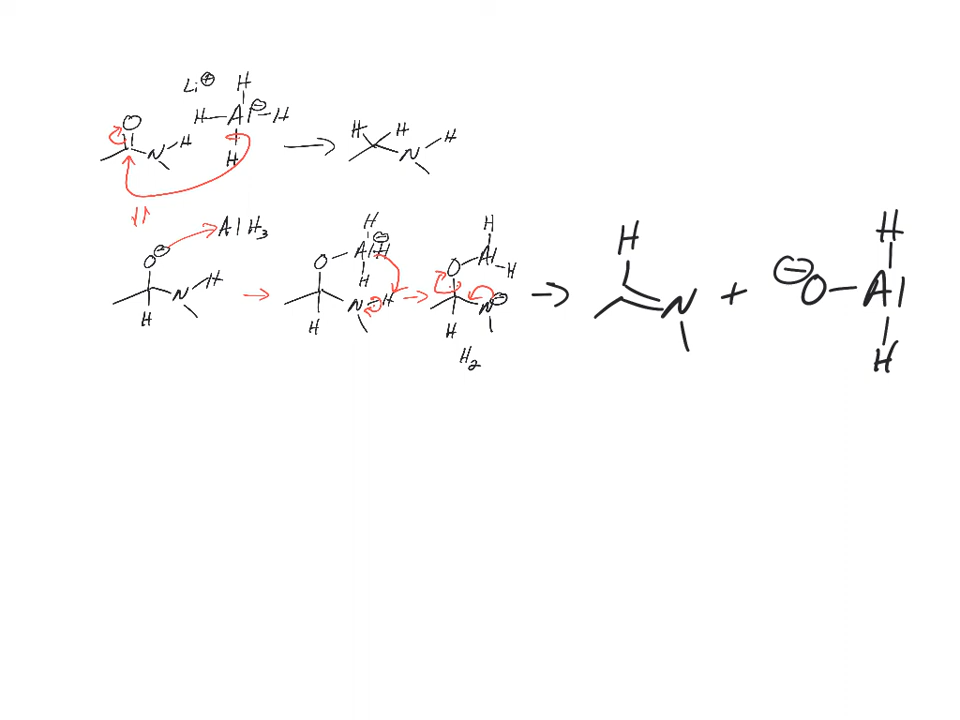 Li⊕ H
H—Al⊖—H
O H
N—H → H H N—H
O⊖ AlH₃
N H
H
→
H
O—Al⊖H
H
N—H
H
→
H
O Al H
N⊖
H
H₂
→
H
N
+
⊖O—Al
H
H